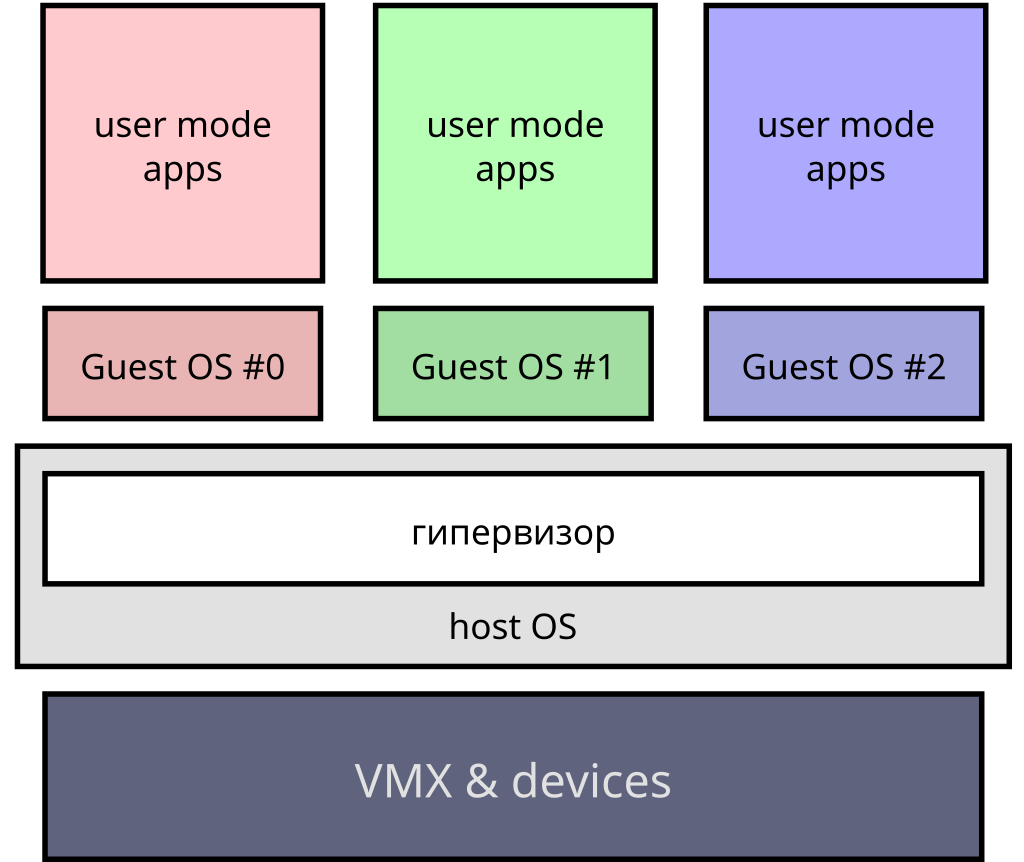 user mode
apps
user mode
apps
user mode
apps
Guest OS #0
Guest OS #1
Guest OS #2
гипервизор
host OS
VMX & devices